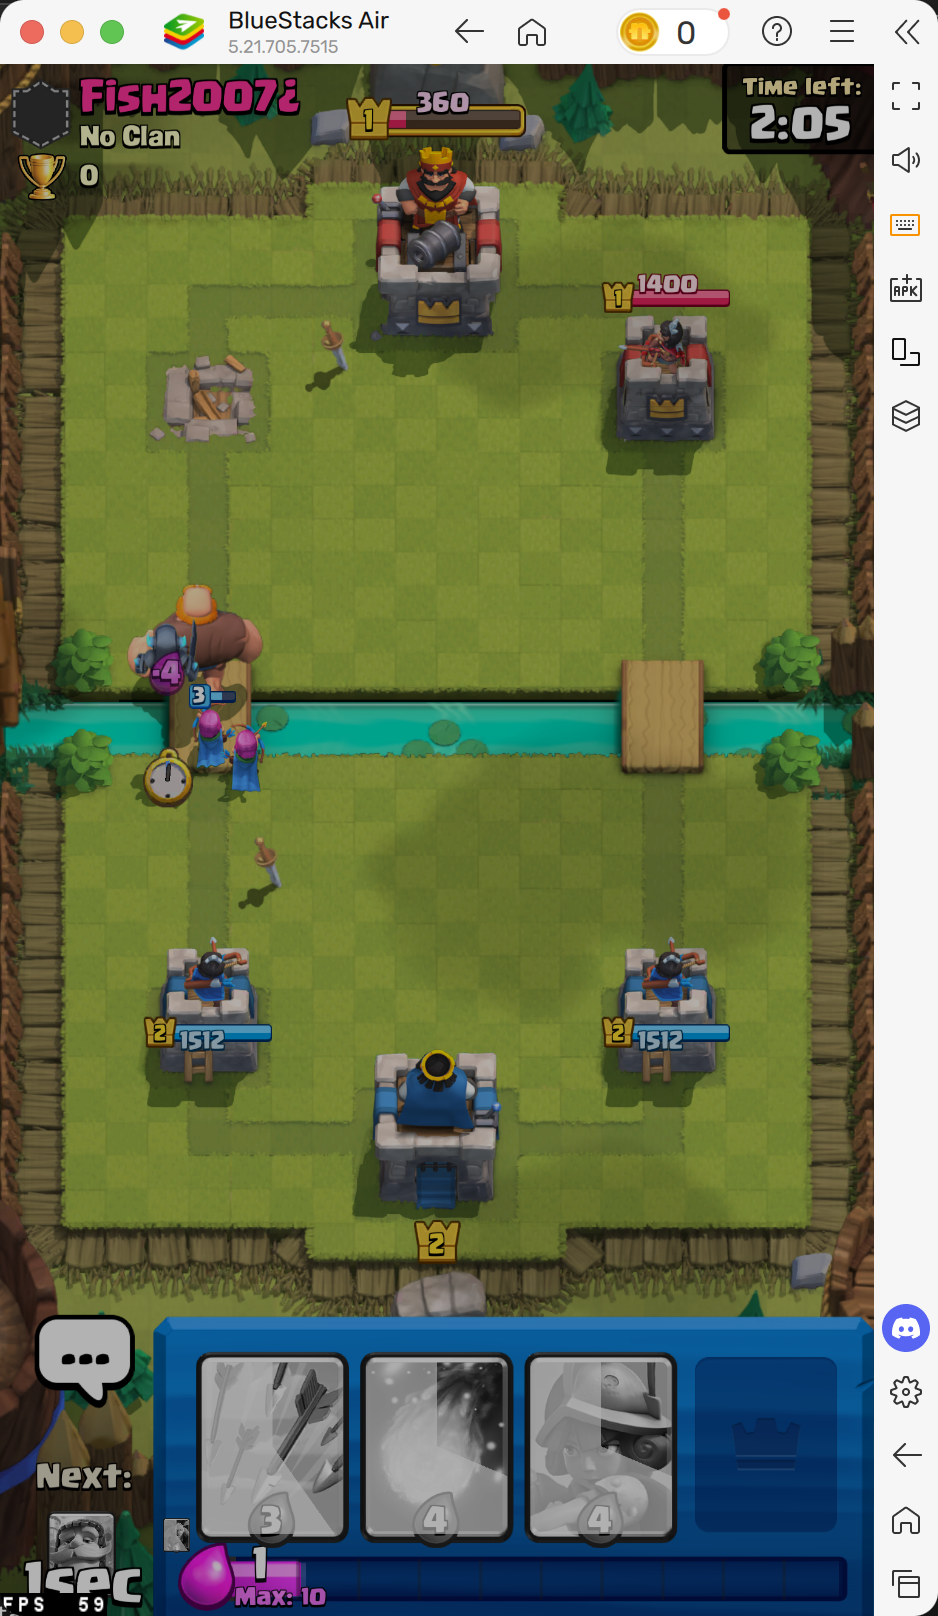 BlueStacks Air
5.21.705.7515
0
Fish2007¿
No Clan
0
360
1
Time left:
2:05
APK
1400
1
-4
3
2
1512
2
1512
2
...
Next:
1sec
3
4
4
1
Max: 10
FPS 59